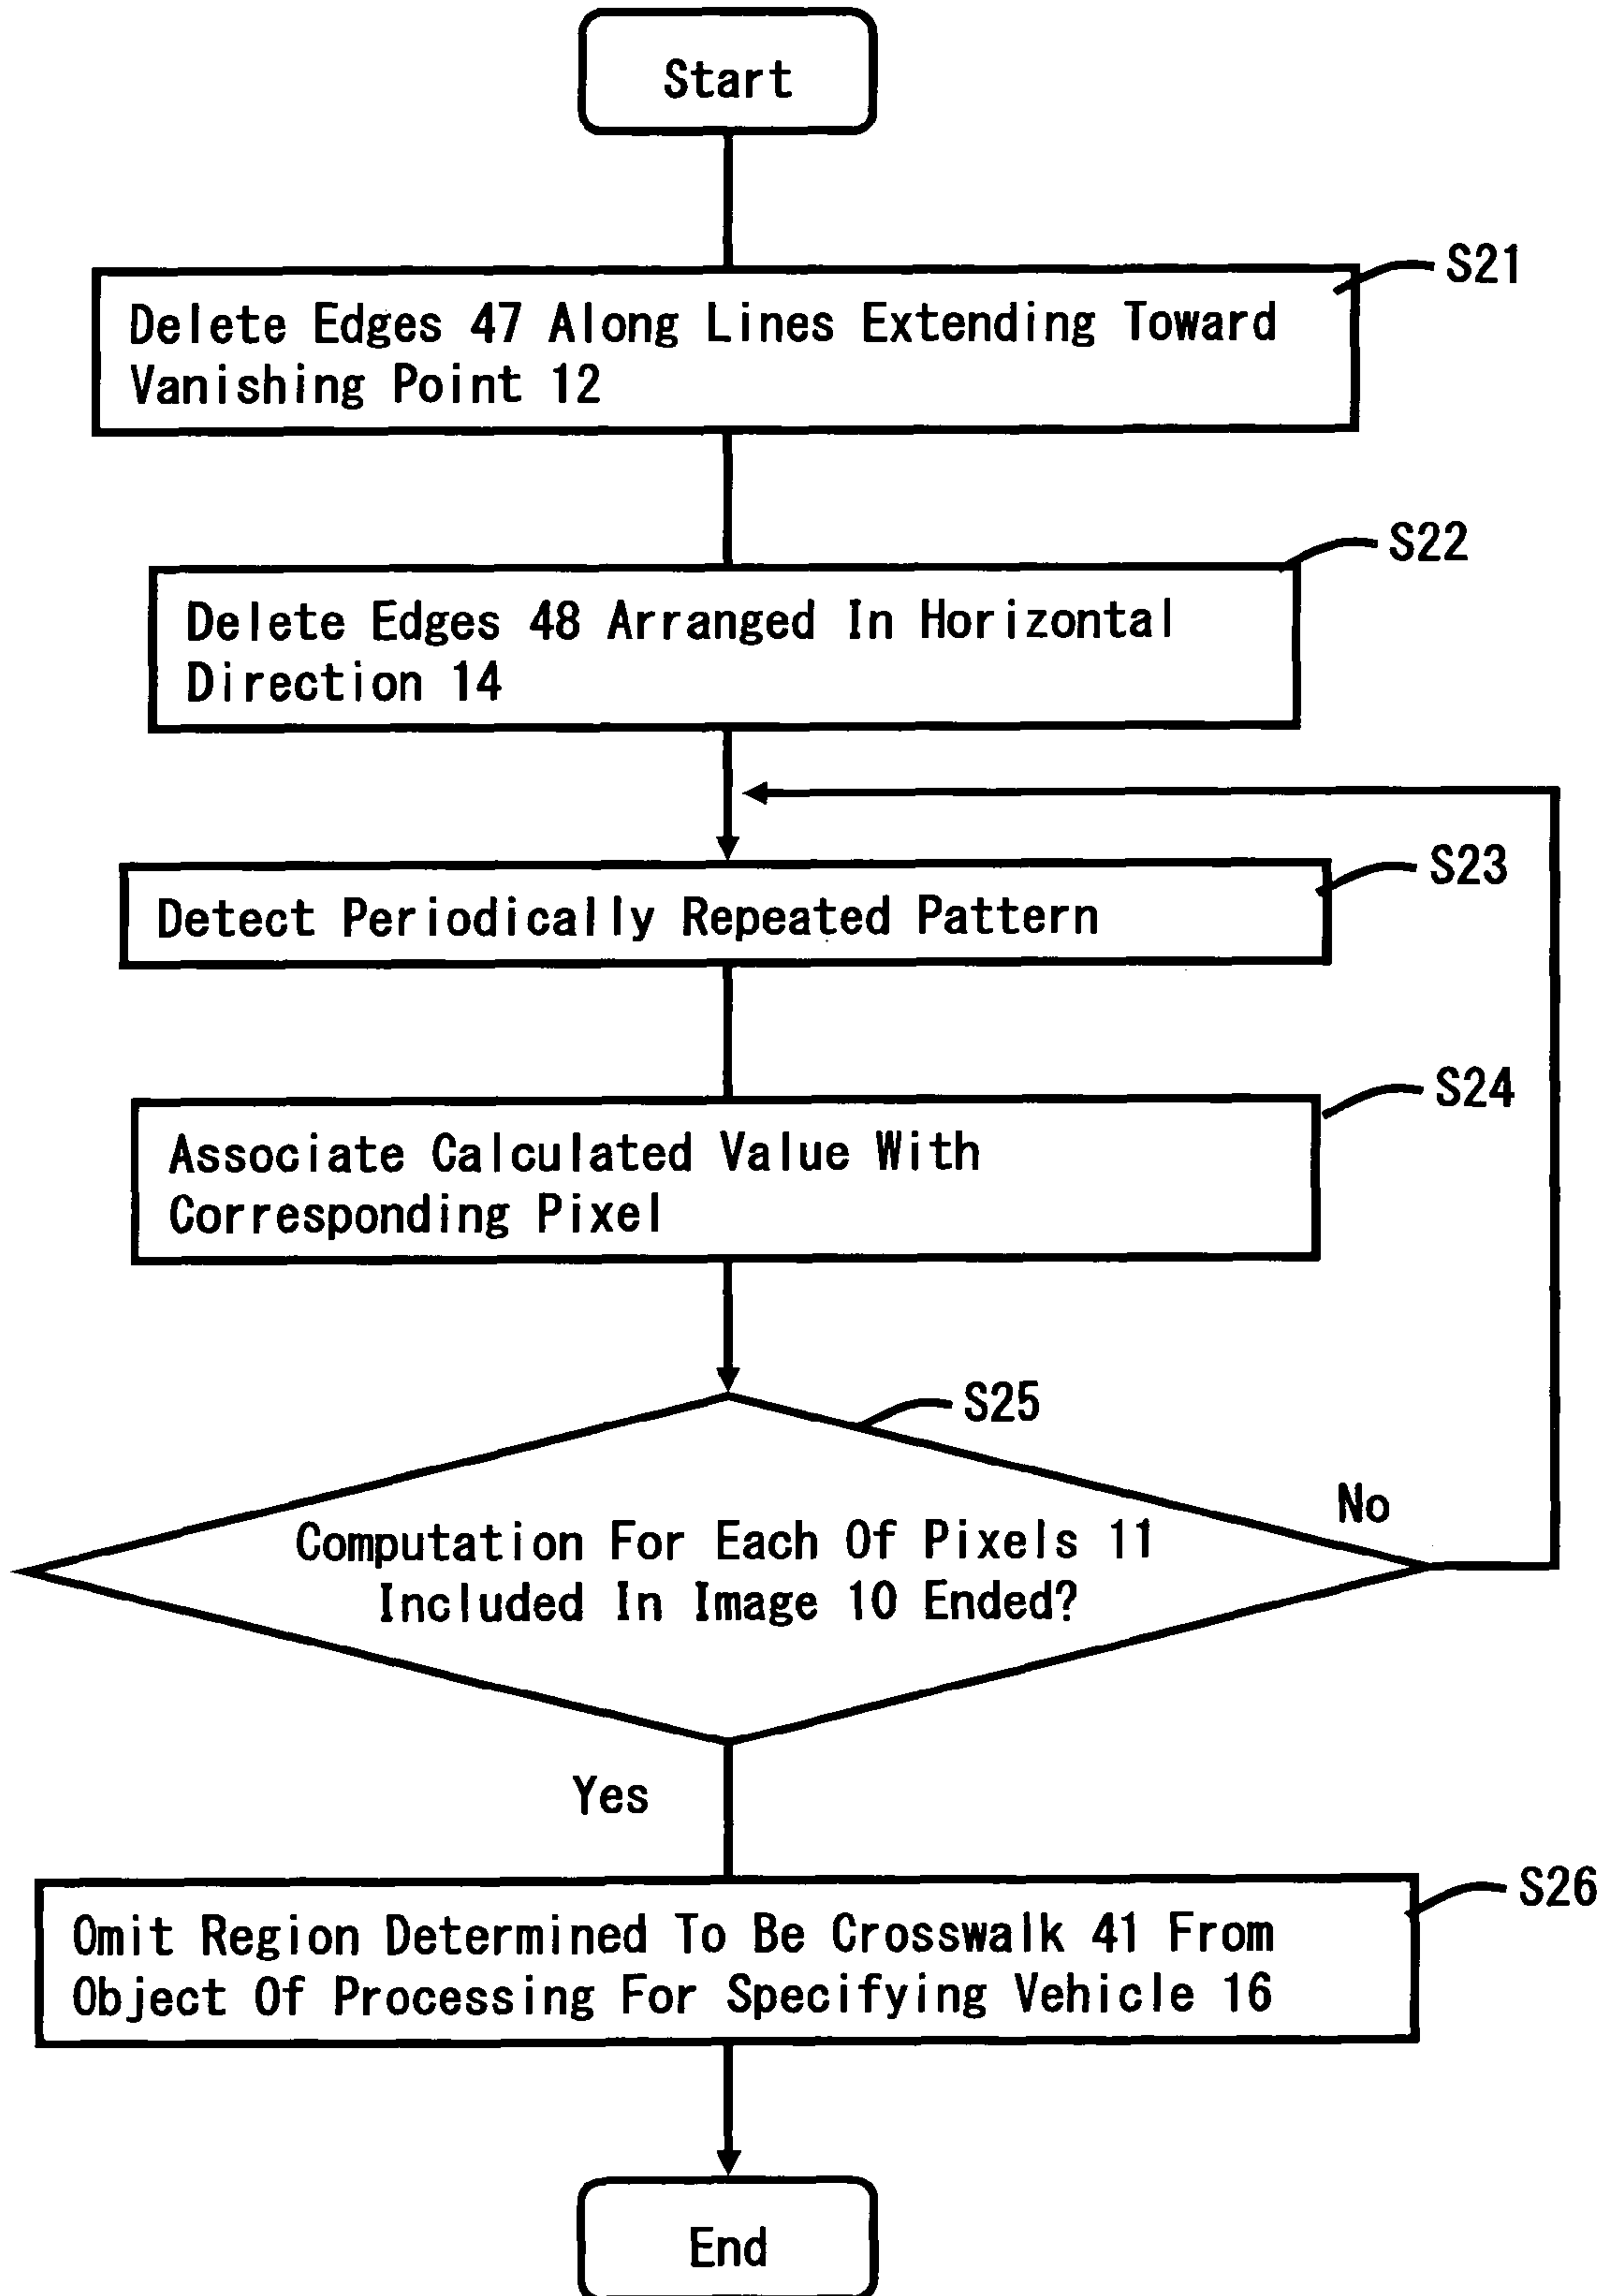 Start
S21
Delete Edges 47 Along Lines Extending Toward
Vanishing Point 12
S22
Delete Edges 48 Arranged In Horizontal
Direction 14
S23
Detect Periodically Repeated Pattern
S24
Associate Calculated Value With
Corresponding Pixel
S25
No
Computation For Each Of Pixels 11
Included In Image 10 Ended?
Yes
S26
Omit Region Determined To Be Crosswalk 41 From
Object Of Processing For Specifying Vehicle 16
End